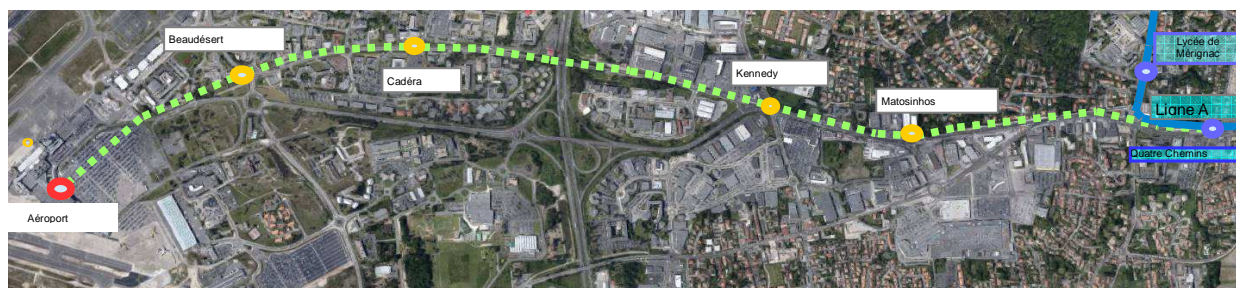 Beaudésert
Cadéra
Kennedy
Matosinhos
Lycée de
Mérignac
Ligne A
Quatre Chemins
Aéroport